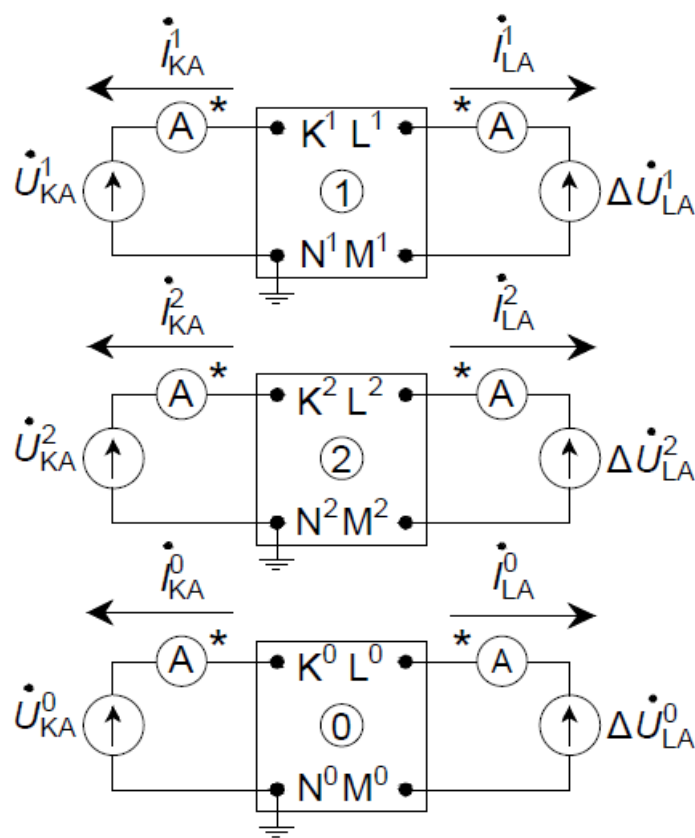 İ¹KA İ¹LA
A * * A
K¹ L¹
U̇¹KA 1 ΔU̇¹LA
N¹ M¹
İ²KA İ²LA
A * * A
K² L²
U̇²KA 2 ΔU̇²LA
N² M²
İ⁰KA İ⁰LA
A * * A
K⁰ L⁰
U̇⁰KA 0 ΔU̇⁰LA
N⁰ M⁰